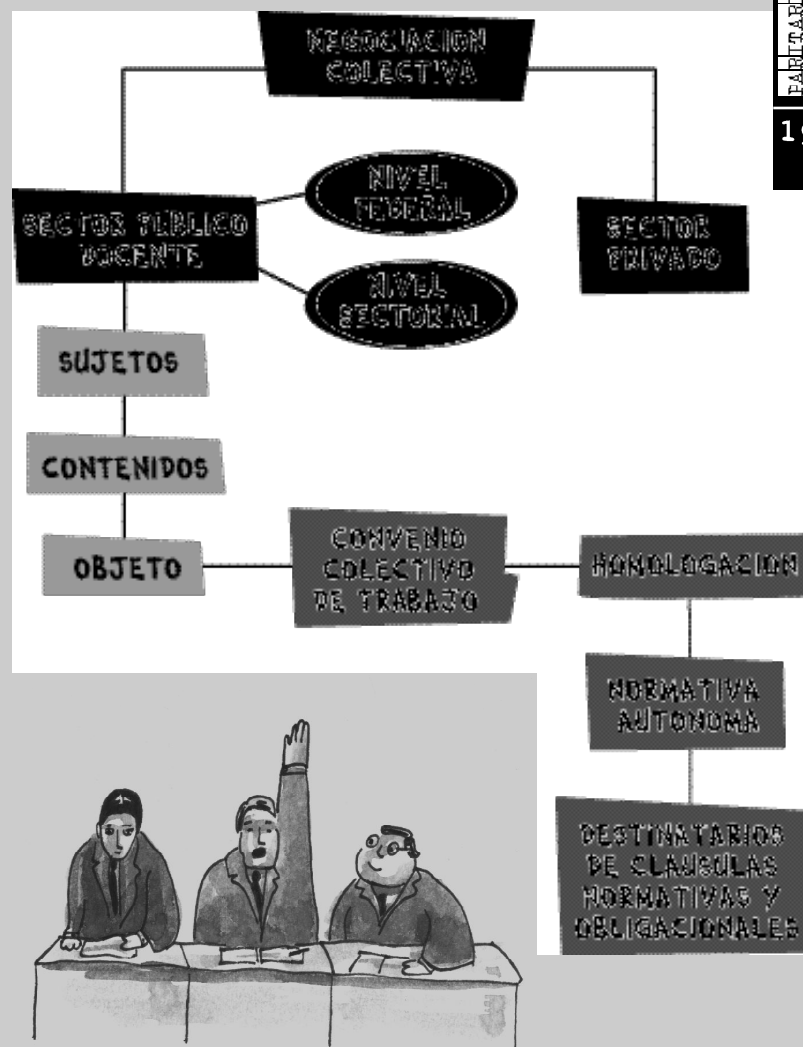 NEGOCIACION
COLECTIVA
NIVEL
FEDERAL
SECTOR PUBLICO
DOCENTE
SECTOR
PRIVADO
NIVEL
SECTORIAL
SUJETOS
CONTENIDOS
OBJETO
CONVENIO
COLECTIVO
DE TRABAJO
HOMOLOGACION
NORMATIVA
AUTONOMA
DESTINATARIOS
DE CLAUSULAS
NORMATIVAS Y
OBLIGACIONALES